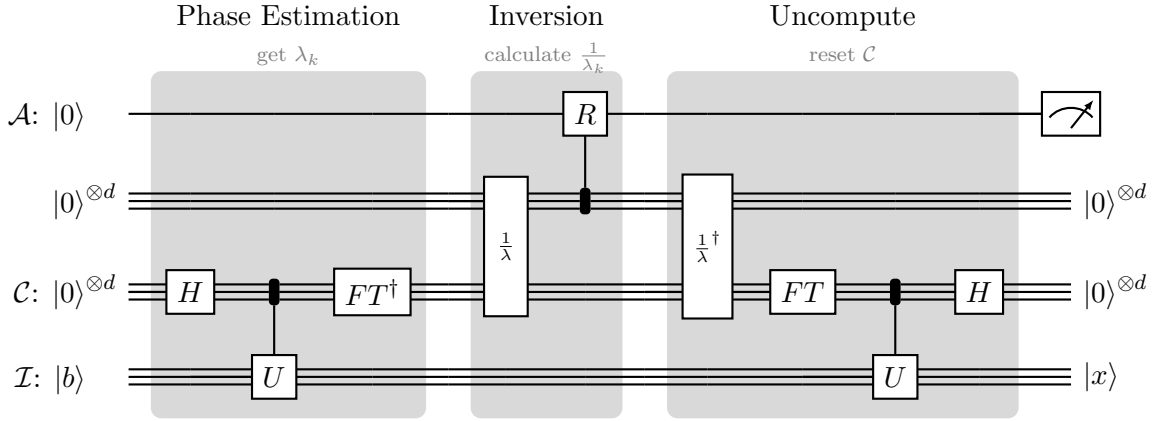 Phase Estimation Inversion Uncompute
get λ_k calculate 1/λ_k reset 𝒞
𝒜: |0⟩ R
|0⟩^{⊗d} 1/λ 1/λ^† |0⟩^{⊗d}
𝒞: |0⟩^{⊗d} H FT^† FT H |0⟩^{⊗d}
ℐ: |b⟩ U U |x⟩